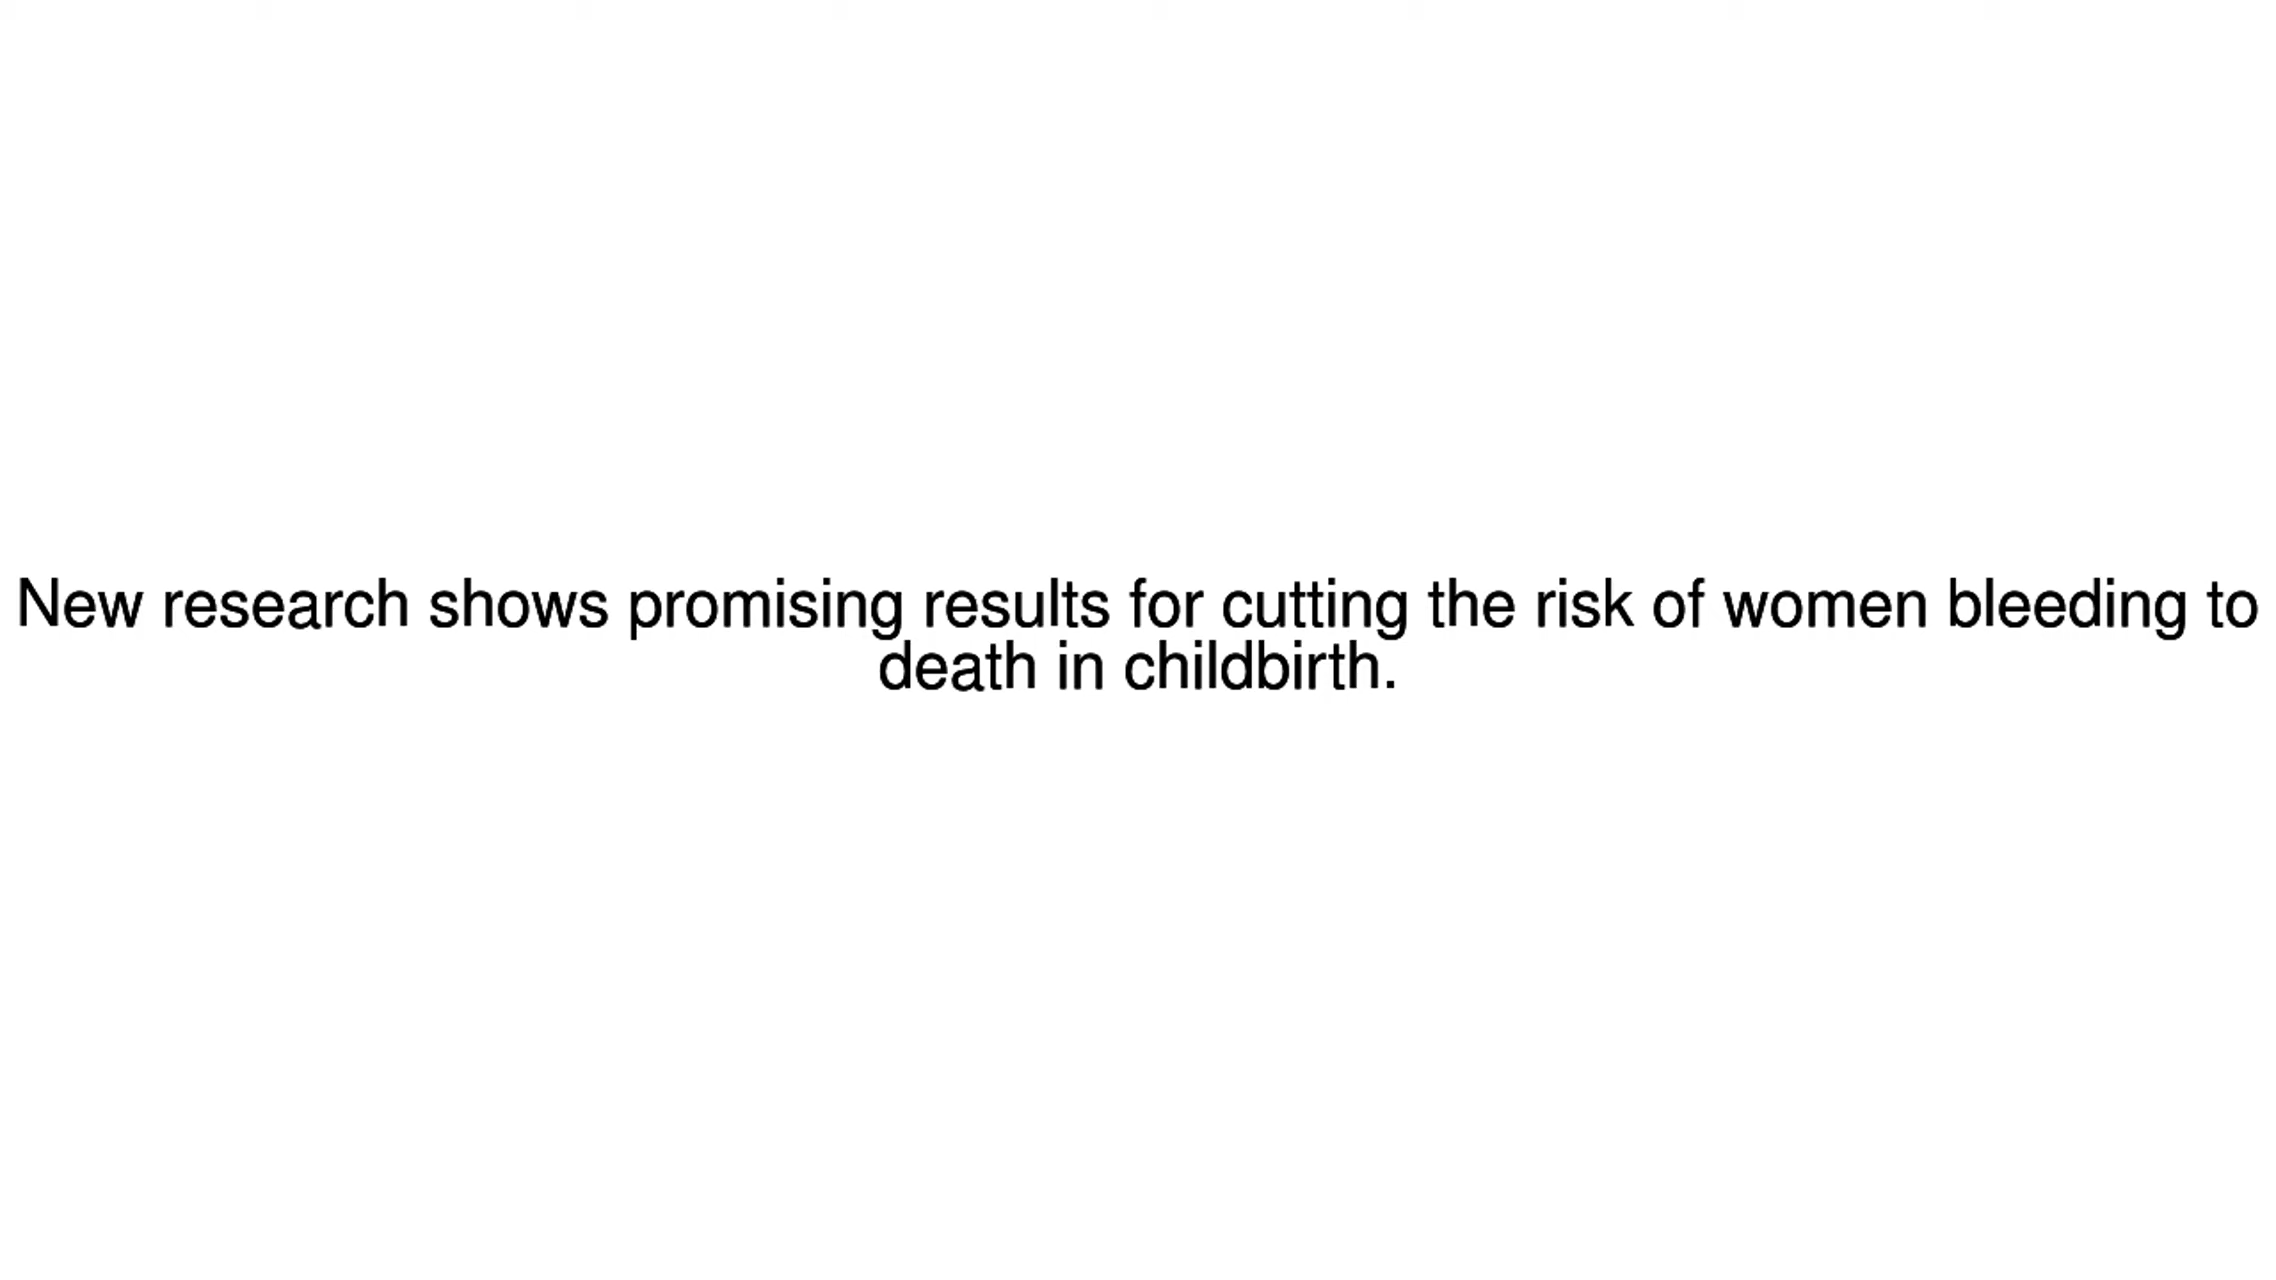 New research shows promising results for cutting the risk of women bleeding to
death in childbirth.